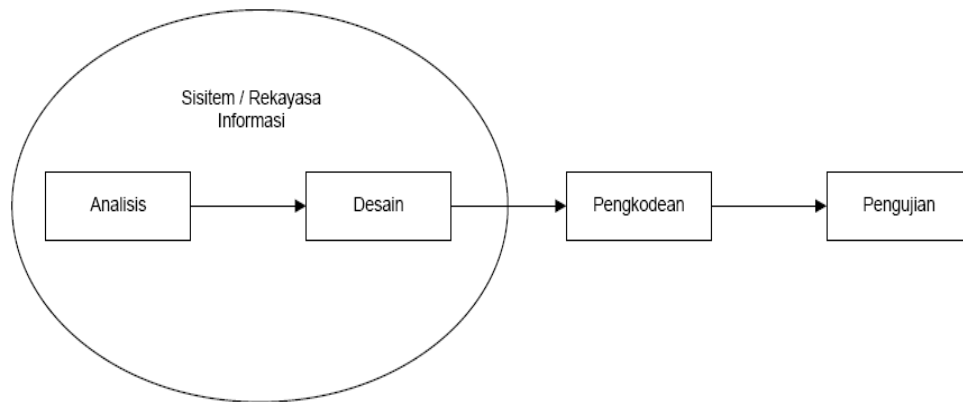 Sisitem / Rekayasa
Informasi
Analisis
Desain
Pengkodean
Pengujian